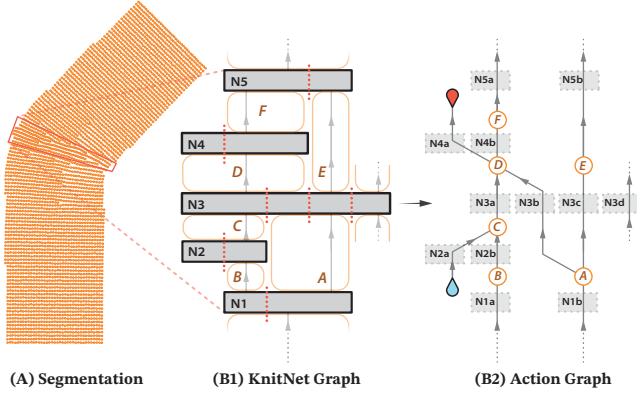 N5
F
N4
D
E
N3
C
N2
B
A
N1
N5a
N5b
F
N4a
N4b
D
E
N3a
N3b
N3c
N3d
C
N2a
N2b
B
A
N1a
N1b
(A) Segmentation
(B1) KnitNet Graph
(B2) Action Graph